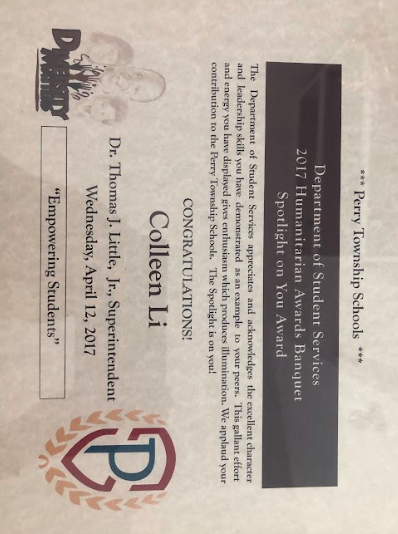 *** Perry Township Schools ***
Department of Student Services
2017 Humanitarian Awards Banquet
Spotlight on You Award
The Department of Student Services appreciates and acknowledges the excellent character
and leadership skills you have demonstrated as an example to your peers. This gallant effort
and energy you have displayed gives enthusiasm which produces illumination. We applaud your
contribution to the Perry Township Schools. The Spotlight is on you!
CONGRATULATIONS!
Colleen Li
Dr. Thomas J. Little, Jr., Superintendent
Wednesday, April 12, 2017
"Empowering Students"
DIVERSITY
P